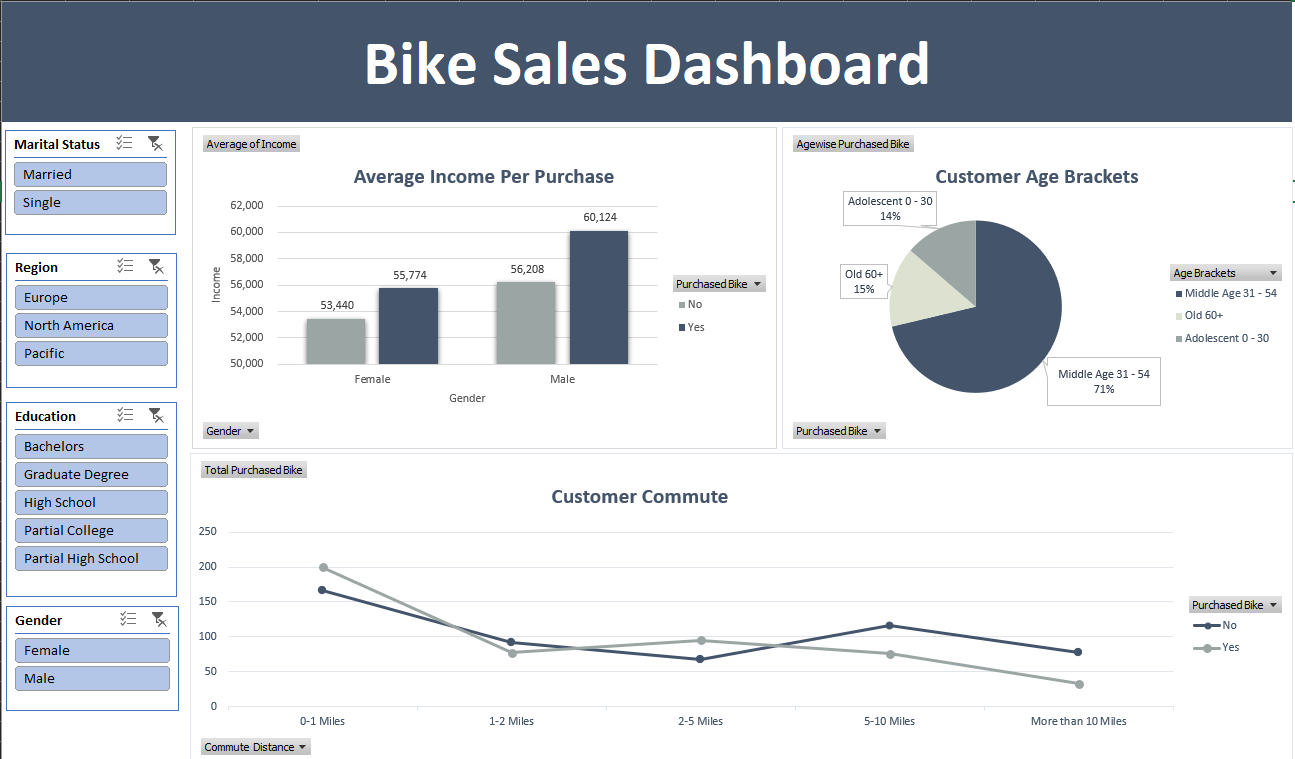 Bike Sales Dashboard
Marital Status
Married
Single
Region
Europe
North America
Pacific
Education
Bachelors
Graduate Degree
High School
Partial College
Partial High School
Gender
Female
Male
Average of Income
Average Income Per Purchase
62,000
60,000
58,000
56,000
54,000
52,000
50,000
Income
53,440
55,774
56,208
60,124
Female
Male
Gender
Purchased Bike
No
Yes
Gender
Agewise Purchased Bike
Customer Age Brackets
Adolescent 0 - 30
14%
Old 60+
15%
Middle Age 31 - 54
71%
Age Brackets
Middle Age 31 - 54
Old 60+
Adolescent 0 - 30
Purchased Bike
Total Purchased Bike
Customer Commute
250
200
150
100
50
0
0-1 Miles
1-2 Miles
2-5 Miles
5-10 Miles
More than 10 Miles
Purchased Bike
No
Yes
Commute Distance